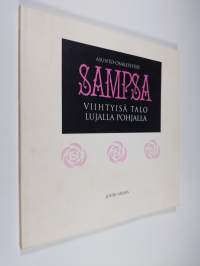 ASUNTO-OSAKEYHTIÖ
SAMPSA
VIIHTYISÄ TALO
LUJALLA POHJALLA